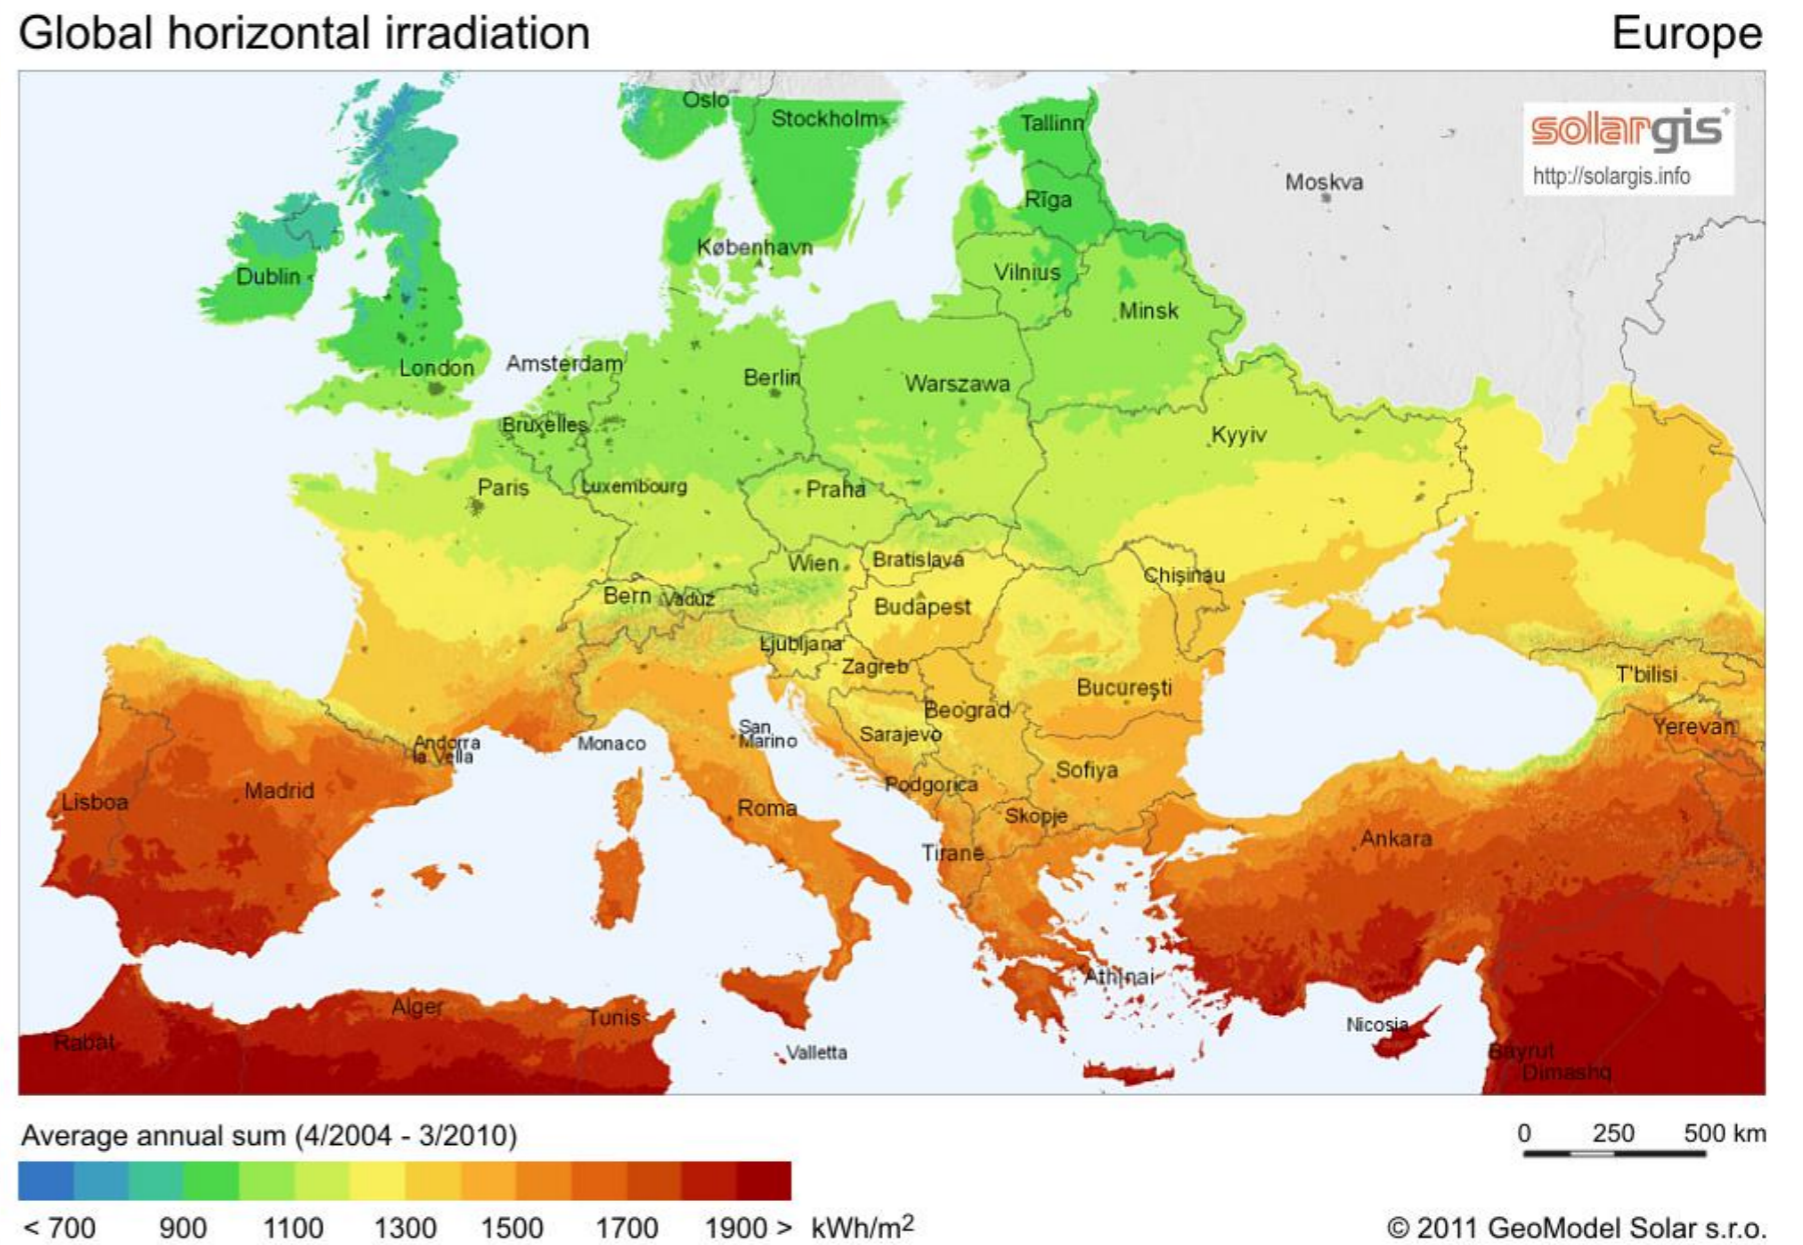 Global horizontal irradiation
Europe
solargis
http://solargis.info
Oslo
Stockholm
Tallinn
Moskva
Rīga
København
Dublin
Vilnius
Minsk
London
Amsterdam
Berlin
Warszawa
Bruxelles
Kyyiv
Paris
Luxembourg
Praha
Wien
Bratislava
Chişinau
Bern
Vaduz
Budapest
Ljubljana
Zagreb
T'bilisi
Bucureşti
Beograd
San
Marino
Sarajevo
Yerevan
Andorra
la Vella
Monaco
Podgorica
Sofiya
Madrid
Lisboa
Roma
Skopje
Ankara
Tiranë
Athinai
Alger
Tunis
Rabat
Nicosia
Valletta
Bayrut
Dimashq
Average annual sum (4/2004 - 3/2010)
0 250 500 km
< 700 900 1100 1300 1500 1700 1900 > kWh/m²
© 2011 GeoModel Solar s.r.o.